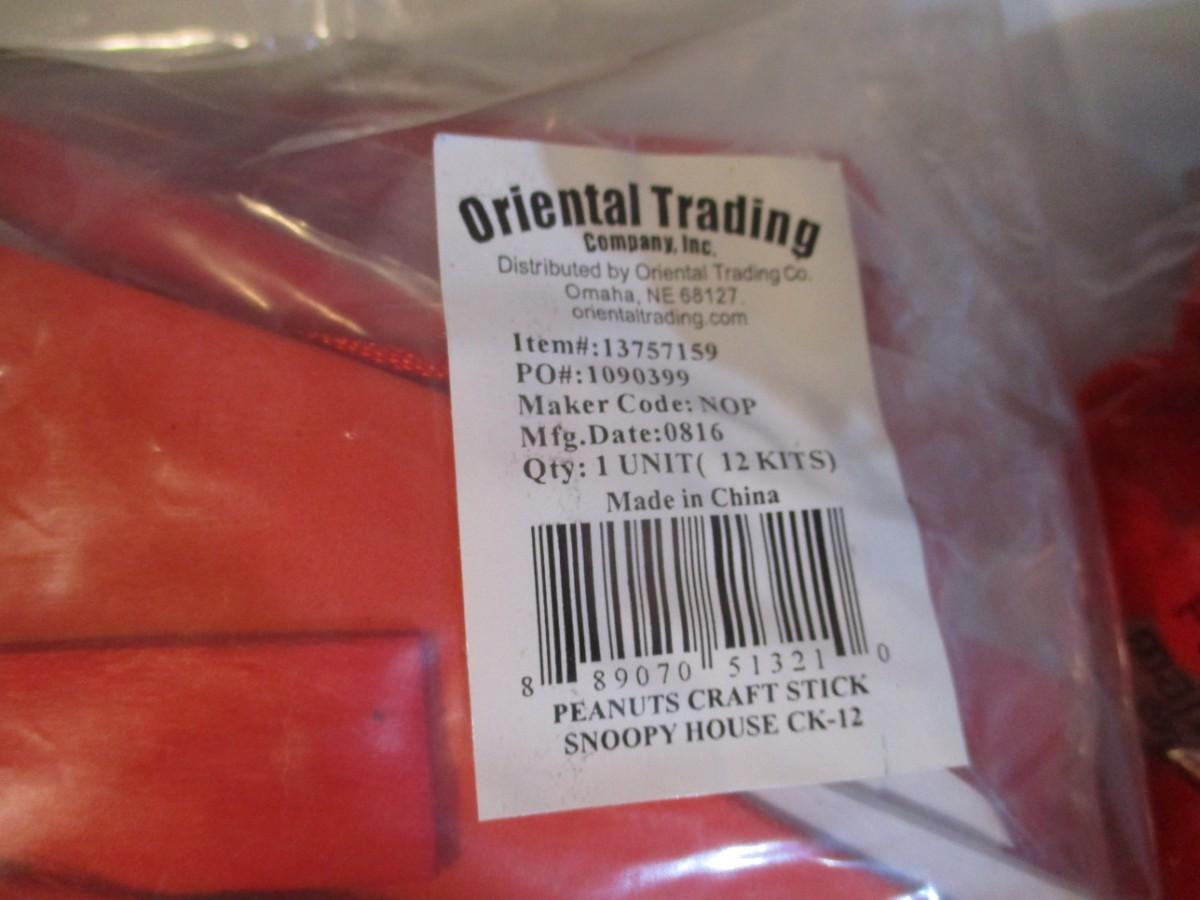 Oriental Trading
Company, Inc.
Distributed by Oriental Trading Co.
Omaha, NE 68127.
orientaltrading.com
Item#:13757159
PO#:1090399
Maker Code: NOP
Mfg.Date:0816
Qty: 1 UNIT( 12 KITS)
Made in China
8 89070 51321 0
PEANUTS CRAFT STICK
SNOOPY HOUSE CK-12